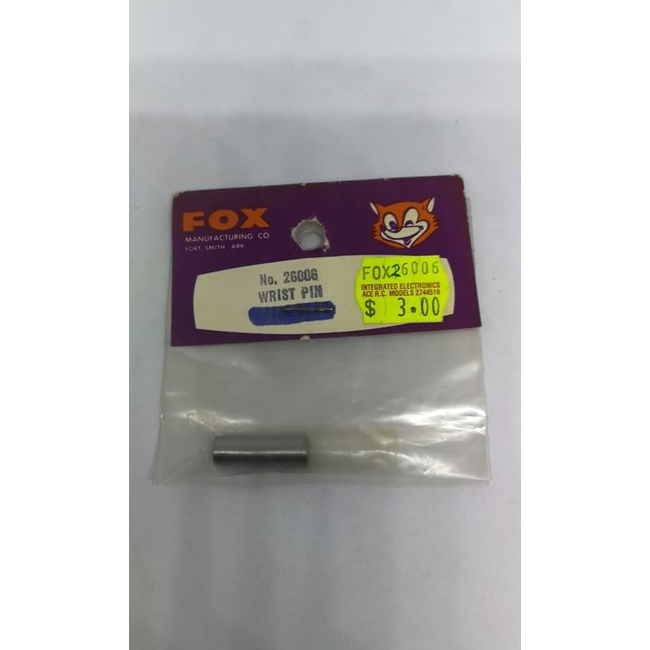 FOX
MANUFACTURING CO
FORT SMITH ARK
No. 26006
WRIST PIN
FOX26006
INTEGRATED ELECTRONICS
ACE R.C. MODELS 2744519
$ 3.00